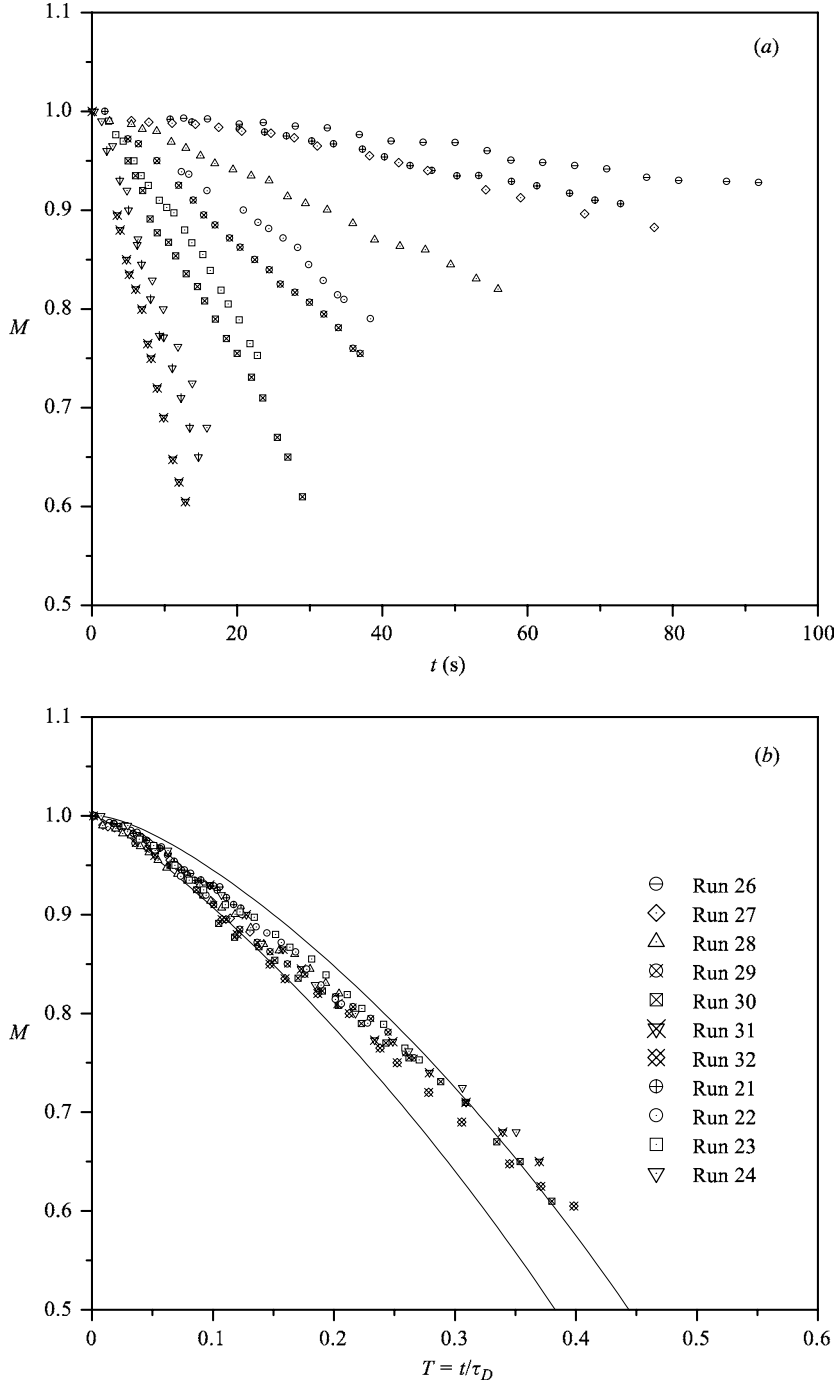 1.1
(a)
1.0
0.9
0.8
M
0.7
0.6
0.5
0 20 40 60 80 100
t (s)
1.1
(b)
1.0
Run 26
0.9
Run 27
Run 28
Run 29
0.8
Run 30
M
Run 31
Run 32
0.7
Run 21
Run 22
Run 23
0.6
Run 24
0.5
0 0.1 0.2 0.3 0.4 0.5 0.6
T = t/τ_D